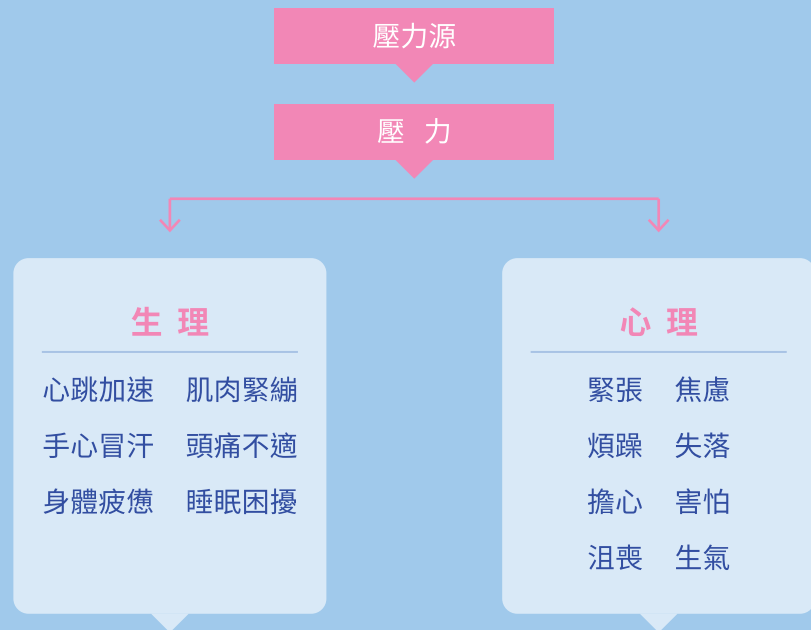 壓力源
壓 力
生 理
心跳加速 肌肉緊繃
手心冒汗 頭痛不適
身體疲憊 睡眠困擾
心 理
緊張 焦慮
煩躁 失落
擔心 害怕
沮喪 生氣